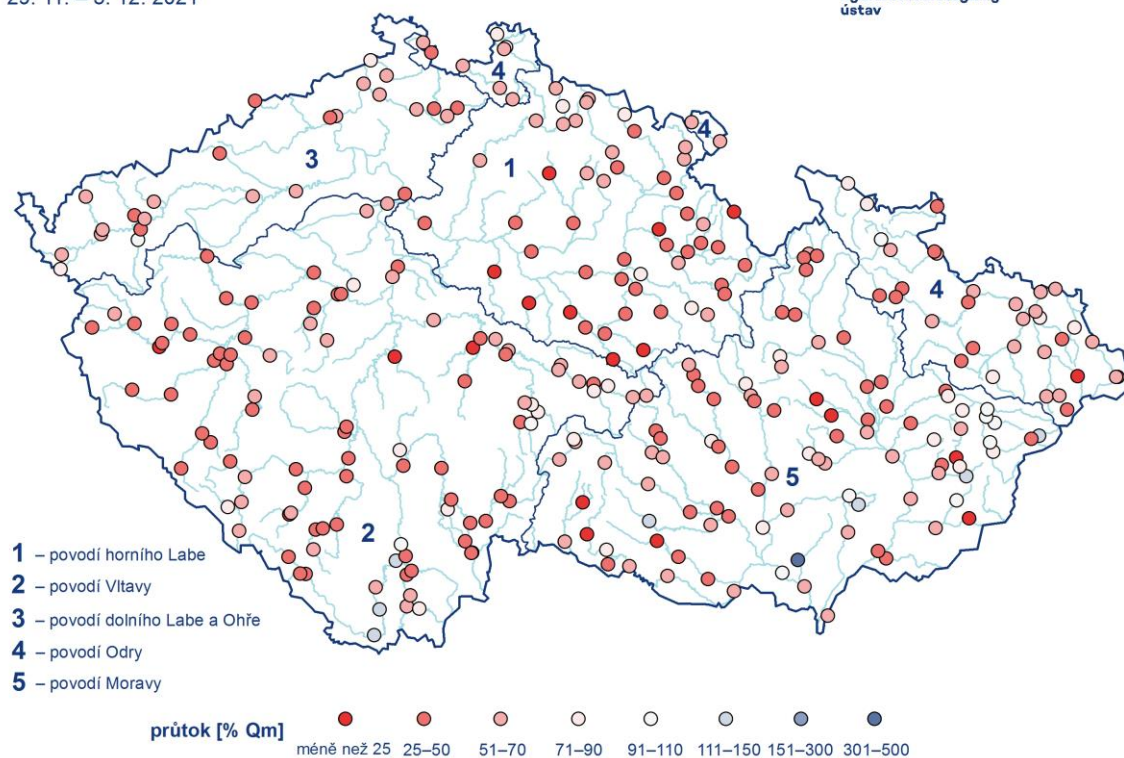 ústav
4
4
3
1
4
5
2
1 – povodí horního Labe
2 – povodí Vltavy
3 – povodí dolního Labe a Ohře
4 – povodí Odry
5 – povodí Moravy
průtok [% Qm]
méně než 25 25–50 51–70 71–90 91–110 111–150 151–300 301–500